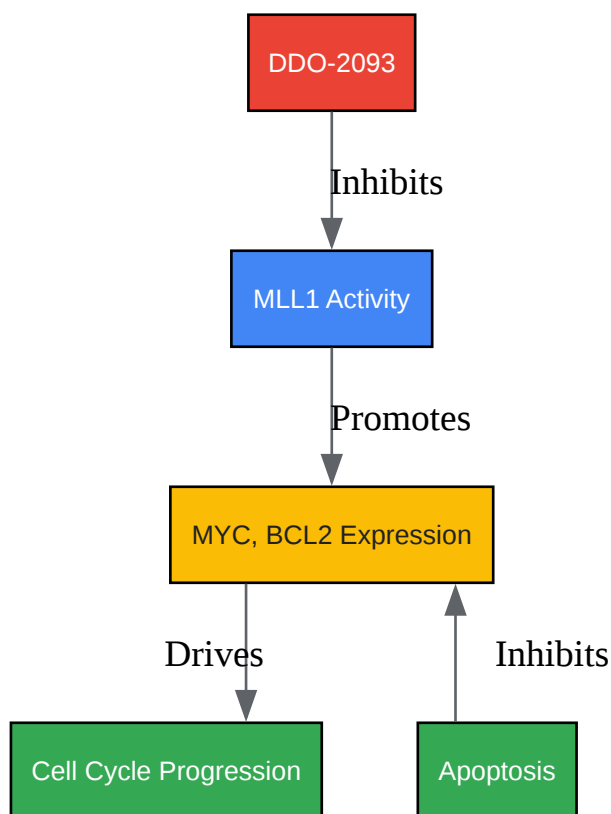 DDO-2093
Inhibits
MLL1 Activity
Promotes
MYC, BCL2 Expression
Drives
Inhibits
Cell Cycle Progression
Apoptosis